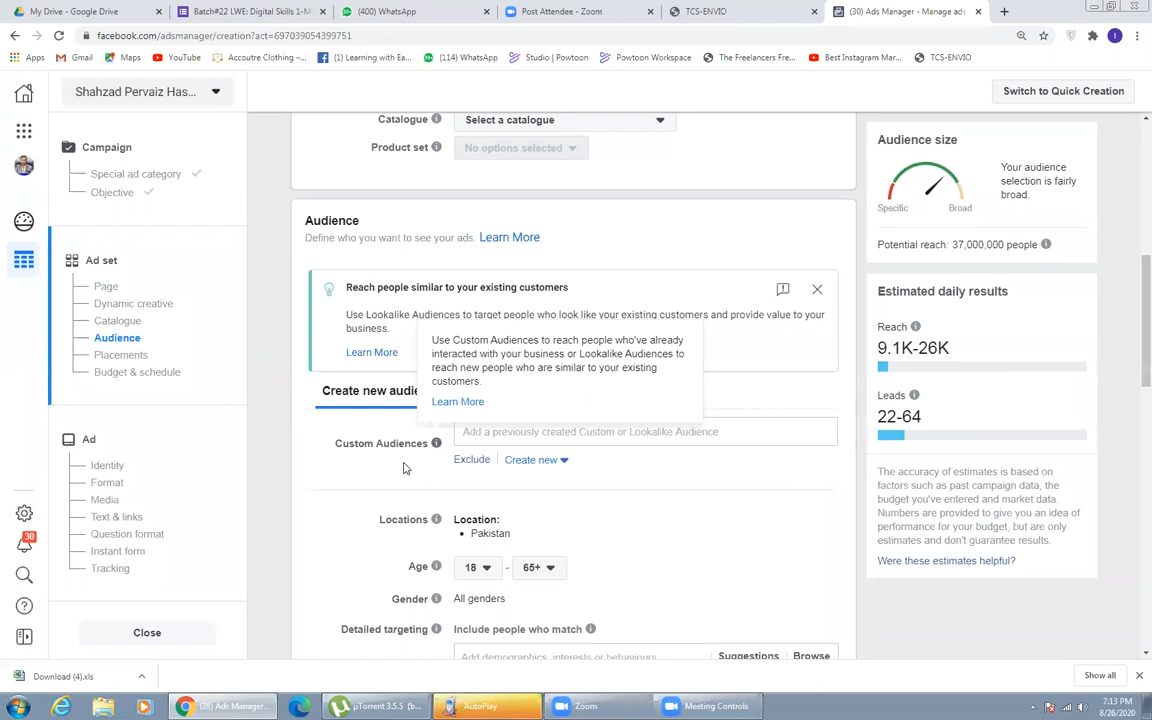 My Drive - Google Drive
Batch#22 LWE: Digital Skills 1-M
(400) WhatsApp
Post Attendee - Zoom
TCS-ENVIO
(30) Ads Manager - Manage ads
facebook.com/adsmanager/creation?act=697039054399751
Apps
Gmail
Maps
YouTube
Accoutre Clothing –...
(1) Learning with Ea...
(114) WhatsApp
Studio | Powtoon
Powtoon Workspace
The Freelancers Fre...
Best Instagram Mar...
TCS-ENVIO
Shahzad Pervaiz Has...
Switch to Quick Creation
Campaign
Special ad category
Objective
Ad set
Page
Dynamic creative
Catalogue
Audience
Placements
Budget & schedule
Ad
Identity
Format
Media
Text & links
Question format
Instant form
Tracking
Close
30
Catalogue
Select a catalogue
Product set
No options selected
Audience
Define who you want to see your ads. Learn More
Reach people similar to your existing customers
Use Lookalike Audiences to target people who look like your existing customers and provide value to your
business.
Learn More
Use Custom Audiences to reach people who've already
interacted with your business or Lookalike Audiences to
reach new people who are similar to your existing
customers.
Learn More
Create new audie
Custom Audiences
Add a previously created Custom or Lookalike Audience
Exclude
Create new
Locations
Location:
• Pakistan
Age
18 - 65+
Gender
All genders
Detailed targeting
Include people who match
Add demographics, interests or behaviours
Suggestions
Browse
Audience size
Specific
Broad
Your audience
selection is fairly
broad.
Potential reach: 37,000,000 people
Estimated daily results
Reach
9.1K-26K
Leads
22-64
The accuracy of estimates is based on
factors such as past campaign data, the
budget you've entered and market data.
Numbers are provided to give you an idea of
performance for your budget, but are only
estimates and don't guarantee results.
Were these estimates helpful?
Download (4).xls
Show all
(28) Ads Manager...
µTorrent 3.5.5 (b...
AutoPlay
Zoom
Meeting Controls
7:13 PM
8/26/2020